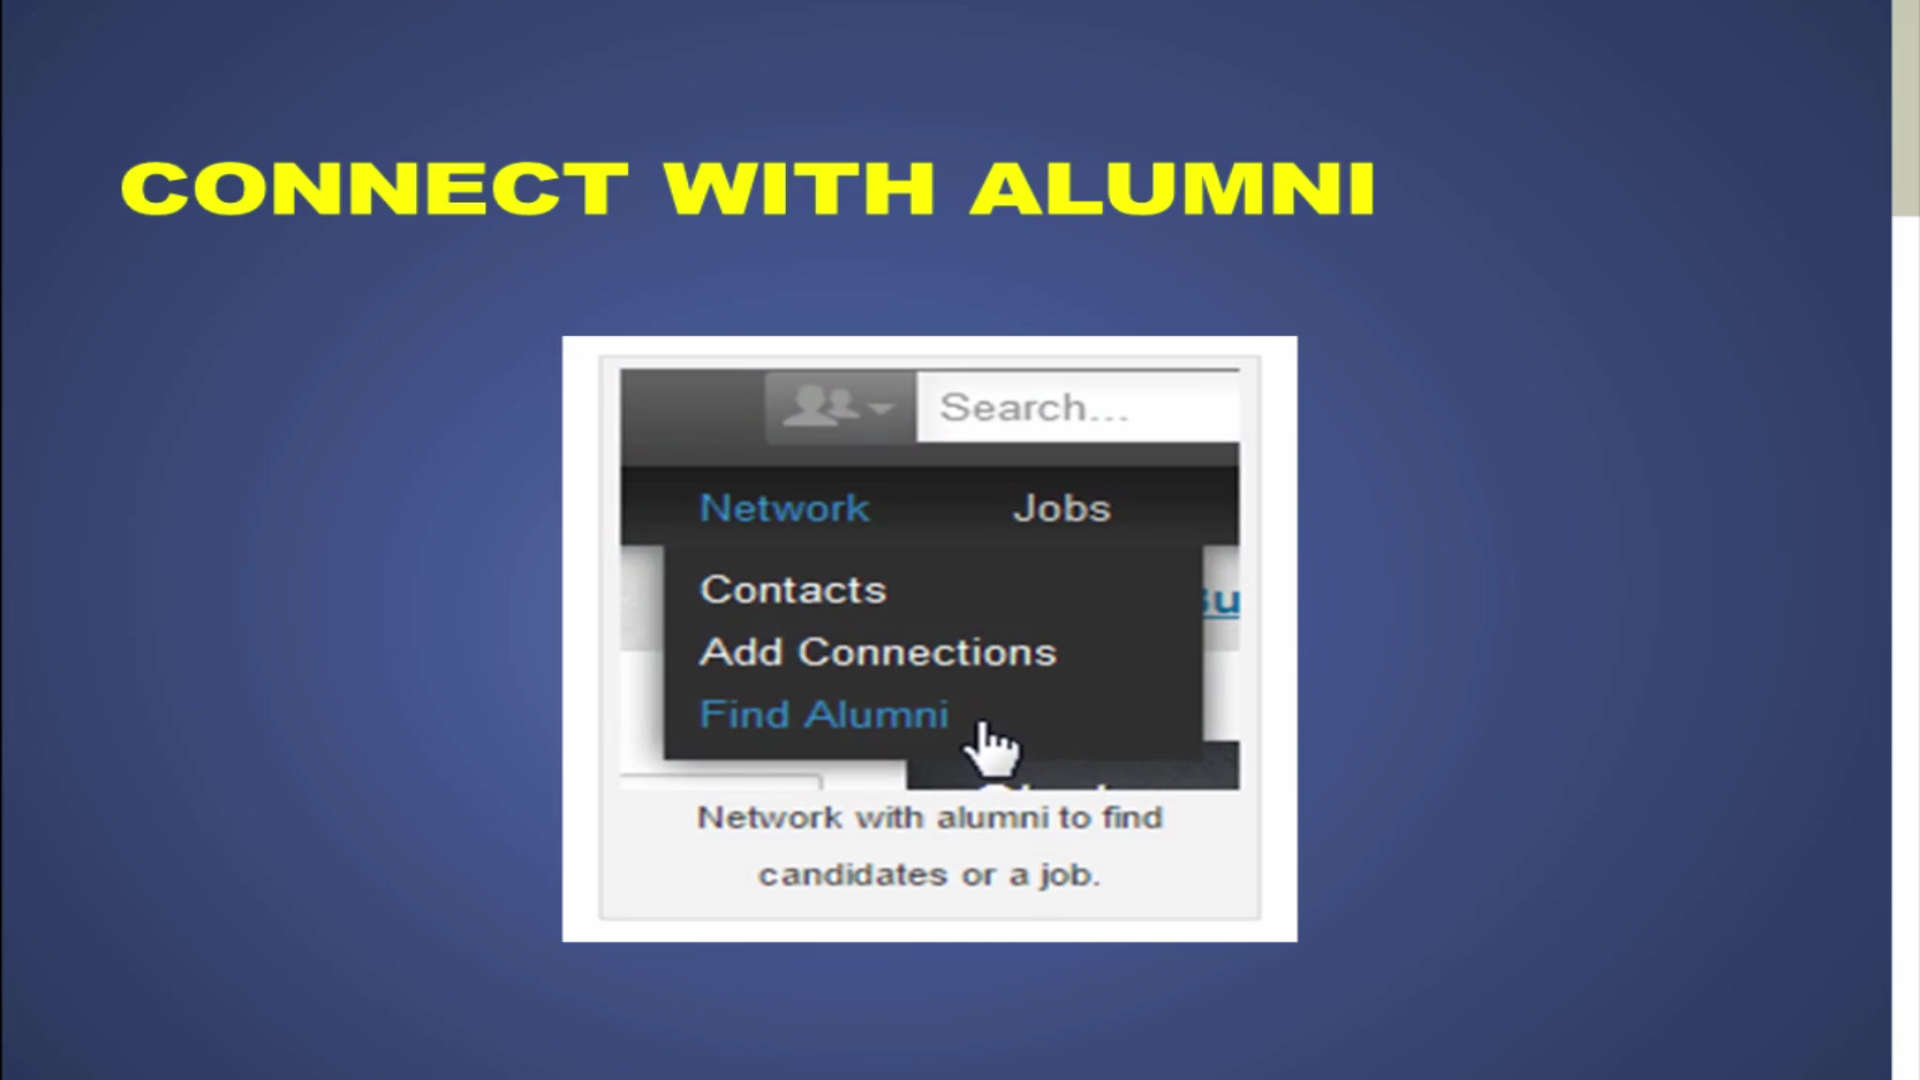 CONNECT WITH ALUMNI
Search...
Network Jobs
Contacts
Add Connections
Find Alumni
Network with alumni to find
candidates or a job.